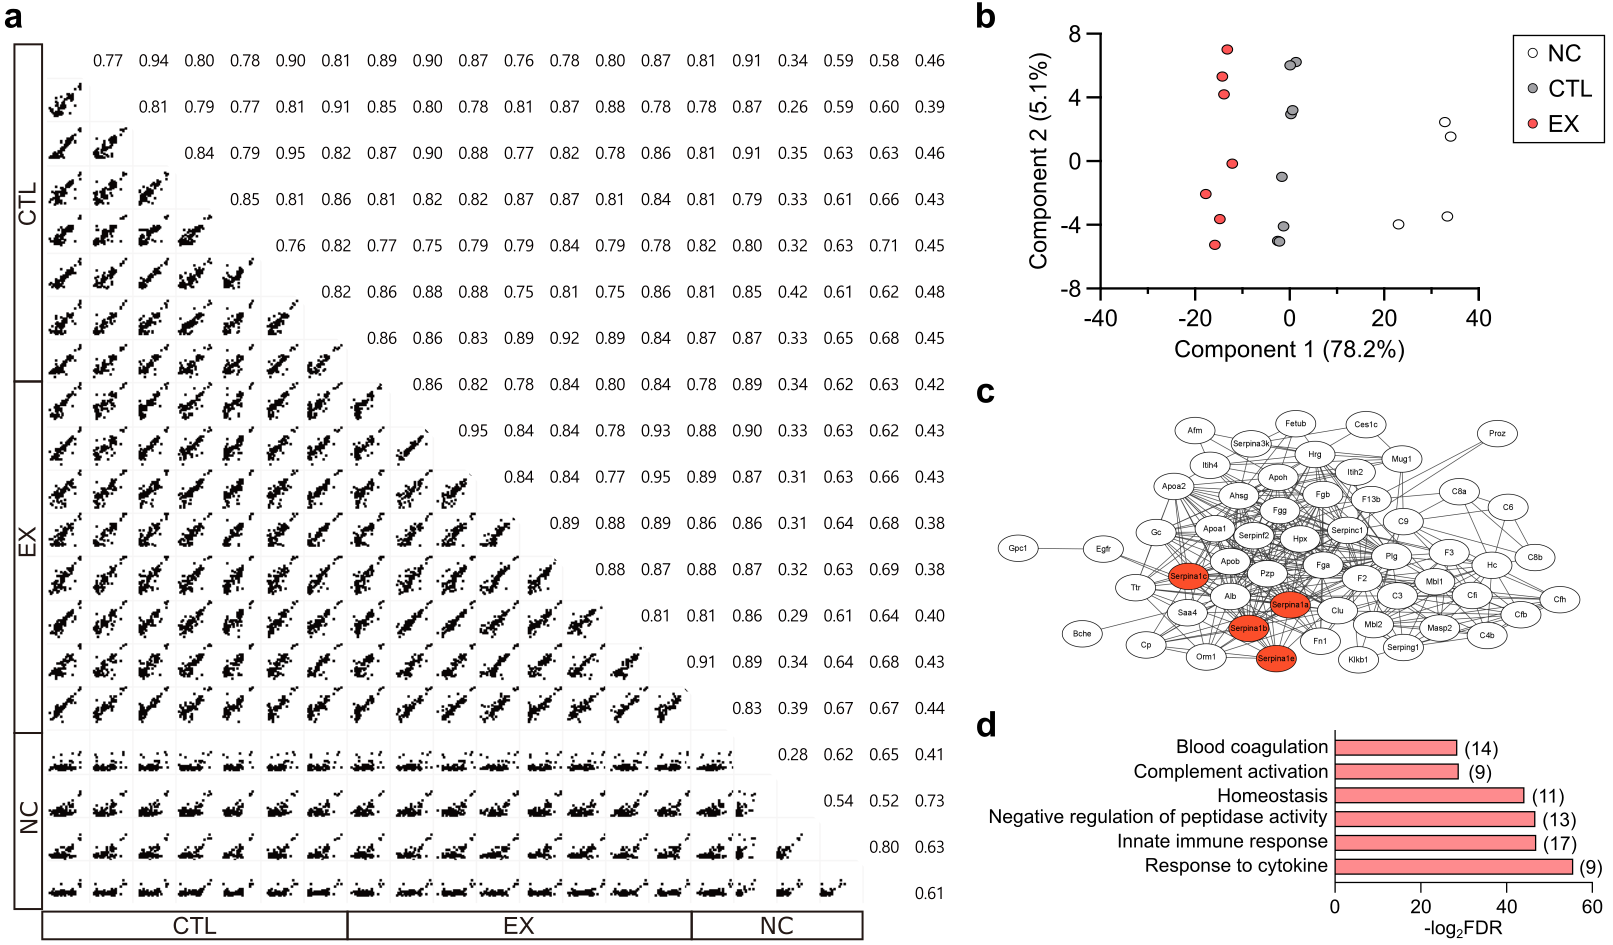 a
0.77 0.94 0.80 0.78 0.90 0.81 0.89 0.90 0.87 0.76 0.78 0.80 0.87 0.81 0.91 0.34 0.59 0.58 0.46
0.81 0.79 0.77 0.81 0.91 0.85 0.80 0.78 0.81 0.87 0.88 0.78 0.78 0.87 0.26 0.59 0.60 0.39
0.84 0.79 0.95 0.82 0.87 0.90 0.88 0.77 0.82 0.78 0.86 0.81 0.91 0.35 0.63 0.63 0.46
0.85 0.81 0.86 0.81 0.82 0.82 0.87 0.87 0.81 0.84 0.81 0.79 0.33 0.61 0.66 0.43
0.76 0.82 0.77 0.75 0.79 0.79 0.84 0.79 0.78 0.82 0.80 0.32 0.63 0.71 0.45
0.82 0.86 0.88 0.88 0.75 0.81 0.75 0.86 0.81 0.85 0.42 0.61 0.62 0.48
0.86 0.86 0.83 0.89 0.92 0.89 0.84 0.87 0.87 0.33 0.65 0.68 0.45
0.86 0.82 0.78 0.84 0.80 0.84 0.78 0.89 0.34 0.62 0.63 0.42
0.95 0.84 0.84 0.78 0.93 0.88 0.90 0.33 0.63 0.62 0.43
0.84 0.84 0.77 0.95 0.89 0.87 0.31 0.63 0.66 0.43
0.89 0.88 0.89 0.86 0.86 0.31 0.64 0.68 0.38
0.88 0.87 0.88 0.87 0.32 0.63 0.69 0.38
0.81 0.81 0.86 0.29 0.61 0.64 0.40
0.91 0.89 0.34 0.64 0.68 0.43
0.83 0.39 0.67 0.67 0.44
0.28 0.62 0.65 0.41
0.54 0.52 0.73
0.80 0.63
0.61
CTL
EX
NC
CTL EX NC
b
Component 2 (5.1%)
8
4
0
-4
-8
-40 -20 0 20 40
Component 1 (78.2%)
NC
CTL
EX
c
Afm
Fetub
Ces1c
Proz
Serpina3k
Hrg
Mug1
Itih4
Itih2
Apoh
Apoa2
Ahsg
Fgb
F13b
C8a
C6
Fgg
C9
Gc
Apoa1
Serpinf2
Hpx
Serpinc1
Gpc1
Egfr
Plg
F3
C8b
Apob
Pzp
Fga
F2
Hc
Serpina1c
Mbl1
Ttr
Alb
C3
Cfi
Cfh
Saa4
Serpina1a
Clu
Cfb
Bche
Serpina1b
Mbl2
Masp2
C4b
Cp
Fn1
Serping1
Orm1
Serpina1e
Klkb1
d
Blood coagulation (14)
Complement activation (9)
Homeostasis (11)
Negative regulation of peptidase activity (13)
Innate immune response (17)
Response to cytokine (9)
0 20 40 60
-log₂FDR